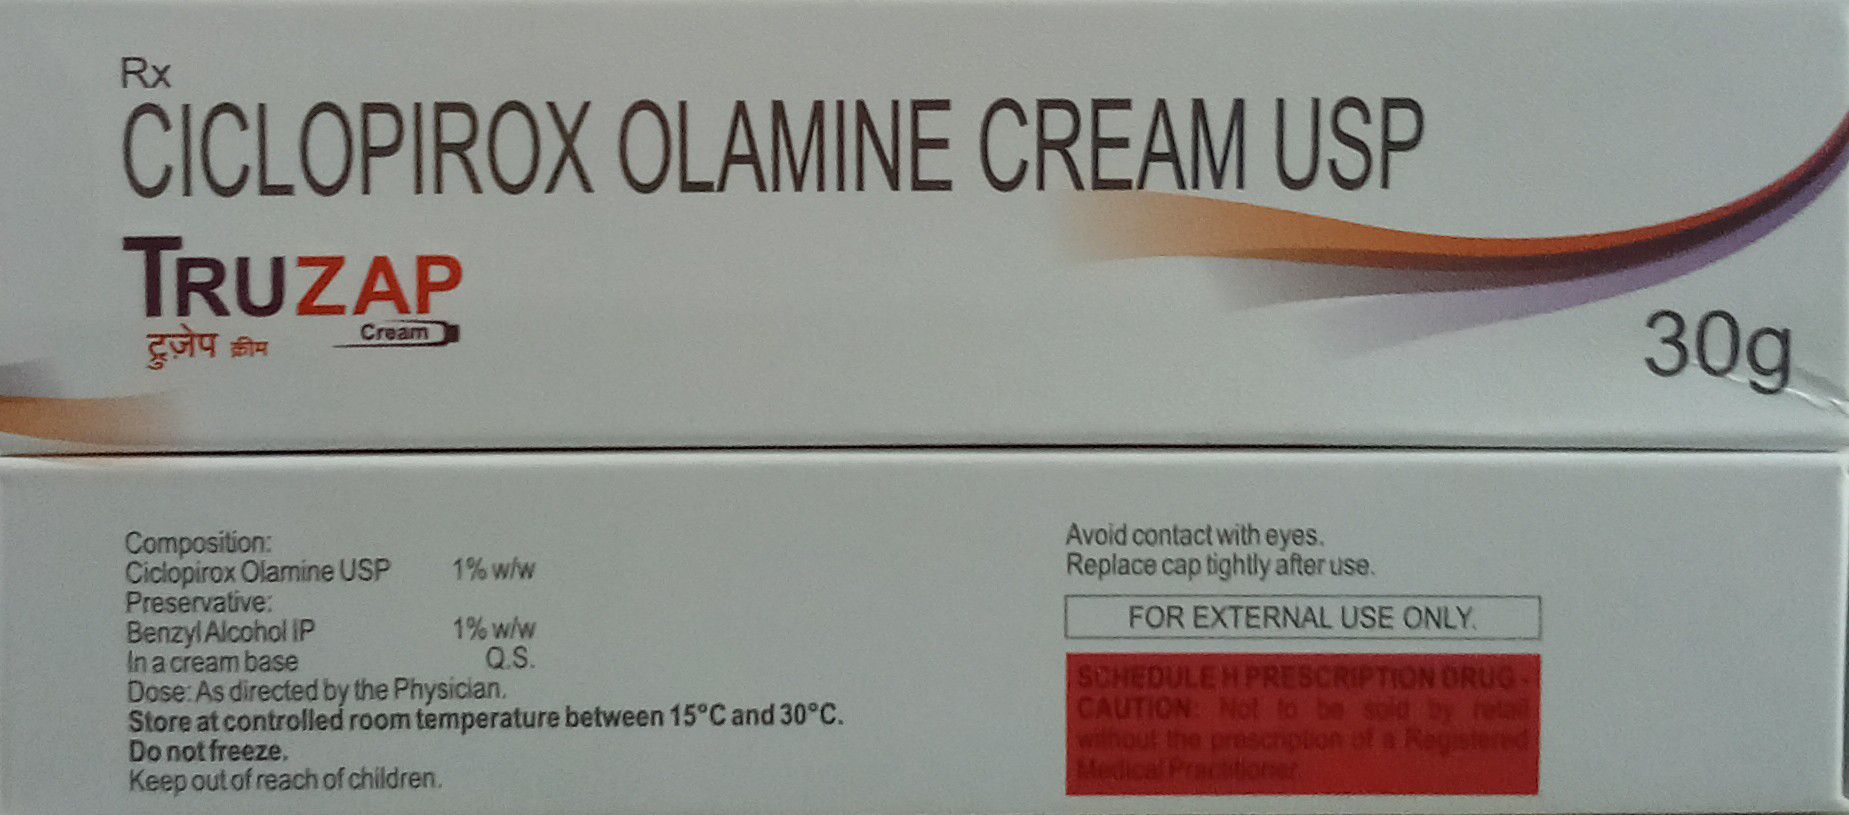 Rx
CICLOPIROX OLAMINE CREAM USP
TRUZAP
Cream
ट्रुज़ेप क्रीम
30g
Composition:
Ciclopirox Olamine USP 1% w/w
Preservative:
Benzyl Alcohol IP 1% w/w
In a cream base Q.S.
Dose: As directed by the Physician.
Store at controlled room temperature between 15°C and 30°C.
Do not freeze.
Keep out of reach of children.
Avoid contact with eyes.
Replace cap tightly after use.
FOR EXTERNAL USE ONLY.
SCHEDULE H PRESCRIPTION DRUG -
CAUTION: Not to be sold by retail
without the prescription of a Registered
Medical Practitioner.